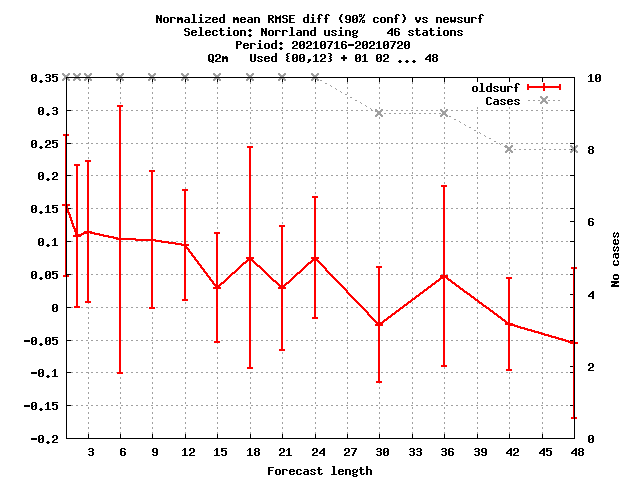 Normalized mean RMSE diff (90% conf) vs newsurf
Selection: Norrland using    46 stations
Period: 20210716-20210720
Q2m   Used {00,12} + 01 02 ... 48
oldsurf
Cases
0.35
0.3
0.25
0.2
0.15
0.1
0.05
0
-0.05
-0.1
-0.15
-0.2
10
8
6
4
2
0
No cases
3 6 9 12 15 18 21 24 27 30 33 36 39 42 45 48
Forecast length